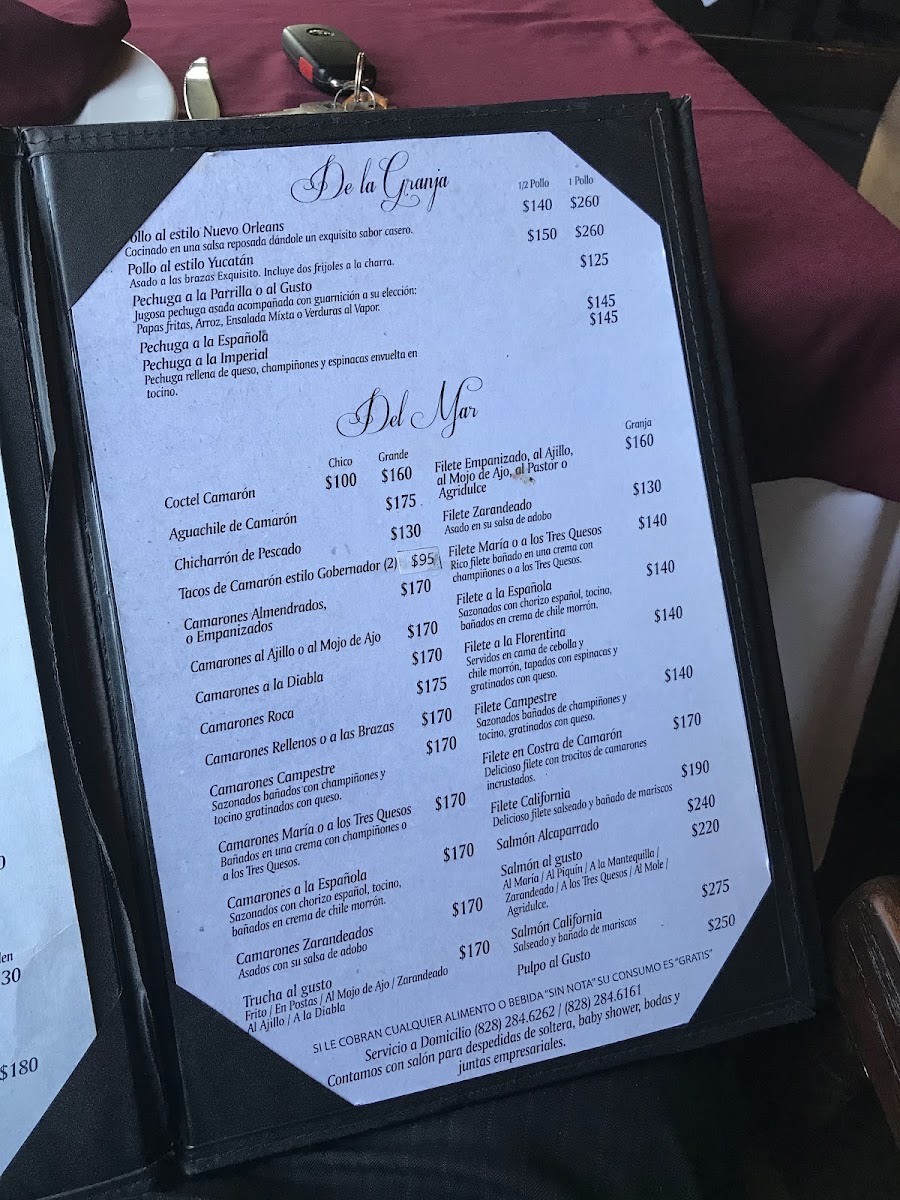 De la Granja
1/2 Pollo 1 Pollo
ollo al estilo Nuevo Orleans $140 $260
Cocinado en una salsa reposada dándole un exquisito sabor casero.
Pollo al estilo Yucatán $150 $260
Asado a las brazas Exquisito. Incluye dos frijoles a la charra.
Pechuga a la Parrilla o al Gusto $125
Jugosa pechuga asada acompañada con guarnición a su elección:
Papas fritas, Arroz, Ensalada Mixta o Verduras al Vapor.
Pechuga a la Española $145
Pechuga a la Imperial $145
Pechuga rellena de queso, champiñones y espinacas envuelta en
tocino.
Del Mar
Chico Grande
Coctel Camarón $100 $160
Aguachile de Camarón $175
Chicharrón de Pescado $130
Tacos de Camarón estilo Gobernador (2) $95
Camarones Almendrados, $170
o Empanizados
Camarones al Ajillo o al Mojo de Ajo $170
Camarones a la Diabla $170
Camarones Roca $175
Camarones Rellenos o a las Brazas $170
Camarones Campestre $170
Sazonados bañados con champiñones y
tocino gratinados con queso.
Camarones María o a los Tres Quesos $170
Bañados en una crema con champiñones o
a los Tres Quesos.
Camarones a la Española $170
Sazonados con chorizo español, tocino,
bañados en crema de chile morrón.
Camarones Zarandeados $170
Asados con su salsa de adobo
Trucha al gusto $170
Frito / En Postas / Al Mojo de Ajo / Zarandeado
Al Ajillo / A la Diabla
Granja
Filete Empanizado, al Ajillo, $160
al Mojo de Ajo, al Pastor o
Agridulce
Filete Zarandeado $130
Asado en su salsa de adobo
Filete María o a los Tres Quesos $140
Rico filete bañado en una crema con
champiñones o a los Tres Quesos.
Filete a la Española $140
Sazonados con chorizo español, tocino,
bañados en crema de chile morrón.
Filete a la Florentina $140
Servidos en cama de cebolla y
chile morrón, tapados con espinacas y
gratinados con queso.
Filete Campestre $140
Sazonados bañados de champiñones y
tocino, gratinados con queso.
Filete en Costra de Camarón $170
Delicioso filete con trocitos de camarones
incrustados.
Filete California $190
Delicioso filete salseado y bañado de mariscos
Salmón Alcaparrado $240
Salmón al gusto $220
Al María / Al Piquín / A la Mantequilla /
Zarandeado / A los Tres Quesos / Al Mole /
Agridulce.
Salmón California $275
Salseado y bañado de mariscos
Pulpo al Gusto $250
SI LE COBRAN CUALQUIER ALIMENTO O BEBIDA "SIN NOTA" SU CONSUMO ES "GRATIS"
Servicio a Domicilio (828) 284.6262 / (828) 284.6161
Contamos con salón para despedidas de soltera, baby shower, bodas y
juntas empresariales.
len
30
$180